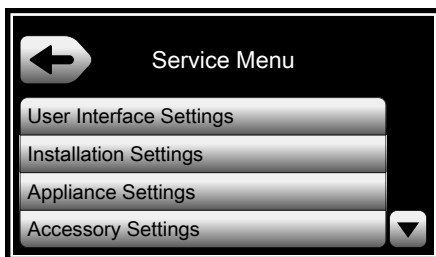 Service Menu
User Interface Settings
Installation Settings
Appliance Settings
Accessory Settings